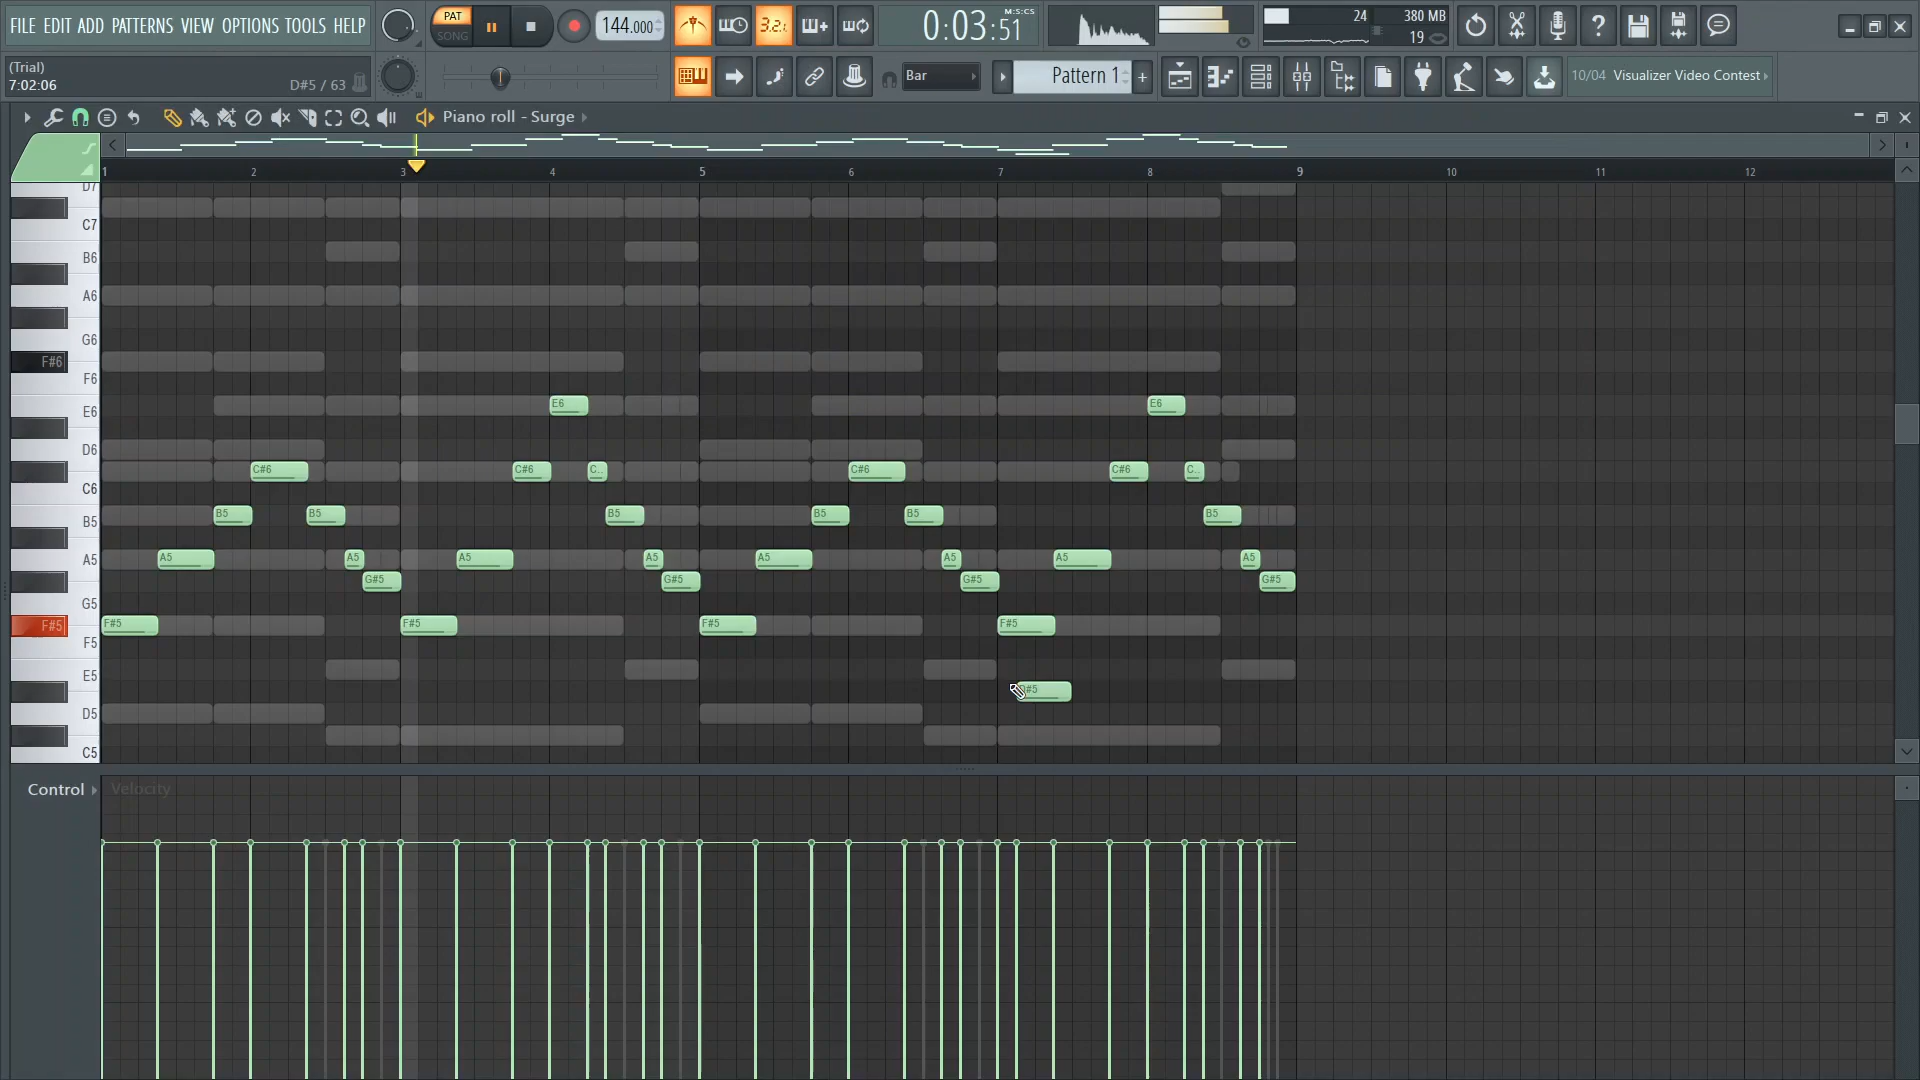 FILE EDIT ADD PATTERNS VIEW OPTIONS TOOLS HELP
PAT
SONG
144.000
3.2.
0:03:51
M:S:CS
24
380 MB
19
(Trial)
7:02:06
D#5 / 63
Bar
Pattern 1
10/04 Visualizer Video Contest
Piano roll - Surge
1 2 3 4 5 6 7 8 9 10 11 12
D7
C7
B6
A6
G6
F#6
F6
E6 E6 E6
D6
C#6 C#6 C.. C#6 C#6 C..
C6
B5 B5 B5 B5 B5 B5 B5
A5 A5 A5 A5 A5 A5 A5 A5 A5
G#5 G#5 G#5 G#5
G5
F#5 F#5 F#5 F#5 F#5
F5
E5
D5
C5
Control Velocity